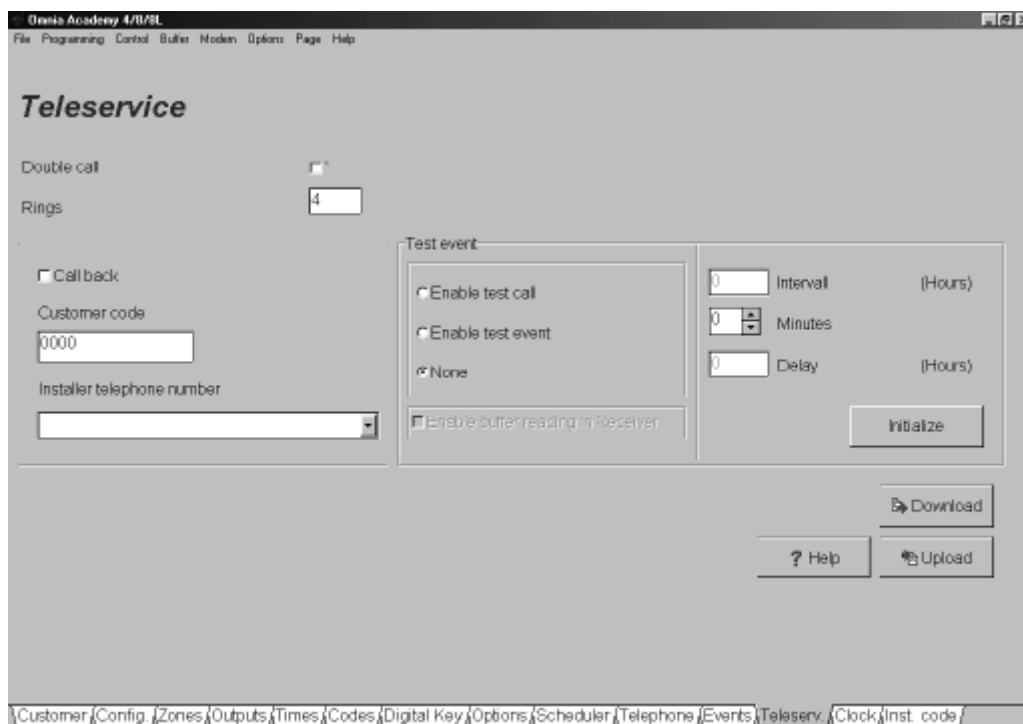 Omnia Academy 4/8/8L
File Programming Control Buffer Modem Options Page Help
Teleservice
Double call
Rings 4
Test event
Call back
Customer code
0000
Installer telephone number
Enable test call
Enable test event
None
Enable buffer reading in Receiver
0 Intervall (Hours)
0 Minutes
0 Delay (Hours)
Initialize
Download
? Help
Upload
Customer Config. Zones Outputs Times Codes Digital Key Options Scheduler Telephone Events Teleserv. Clock Inst. code